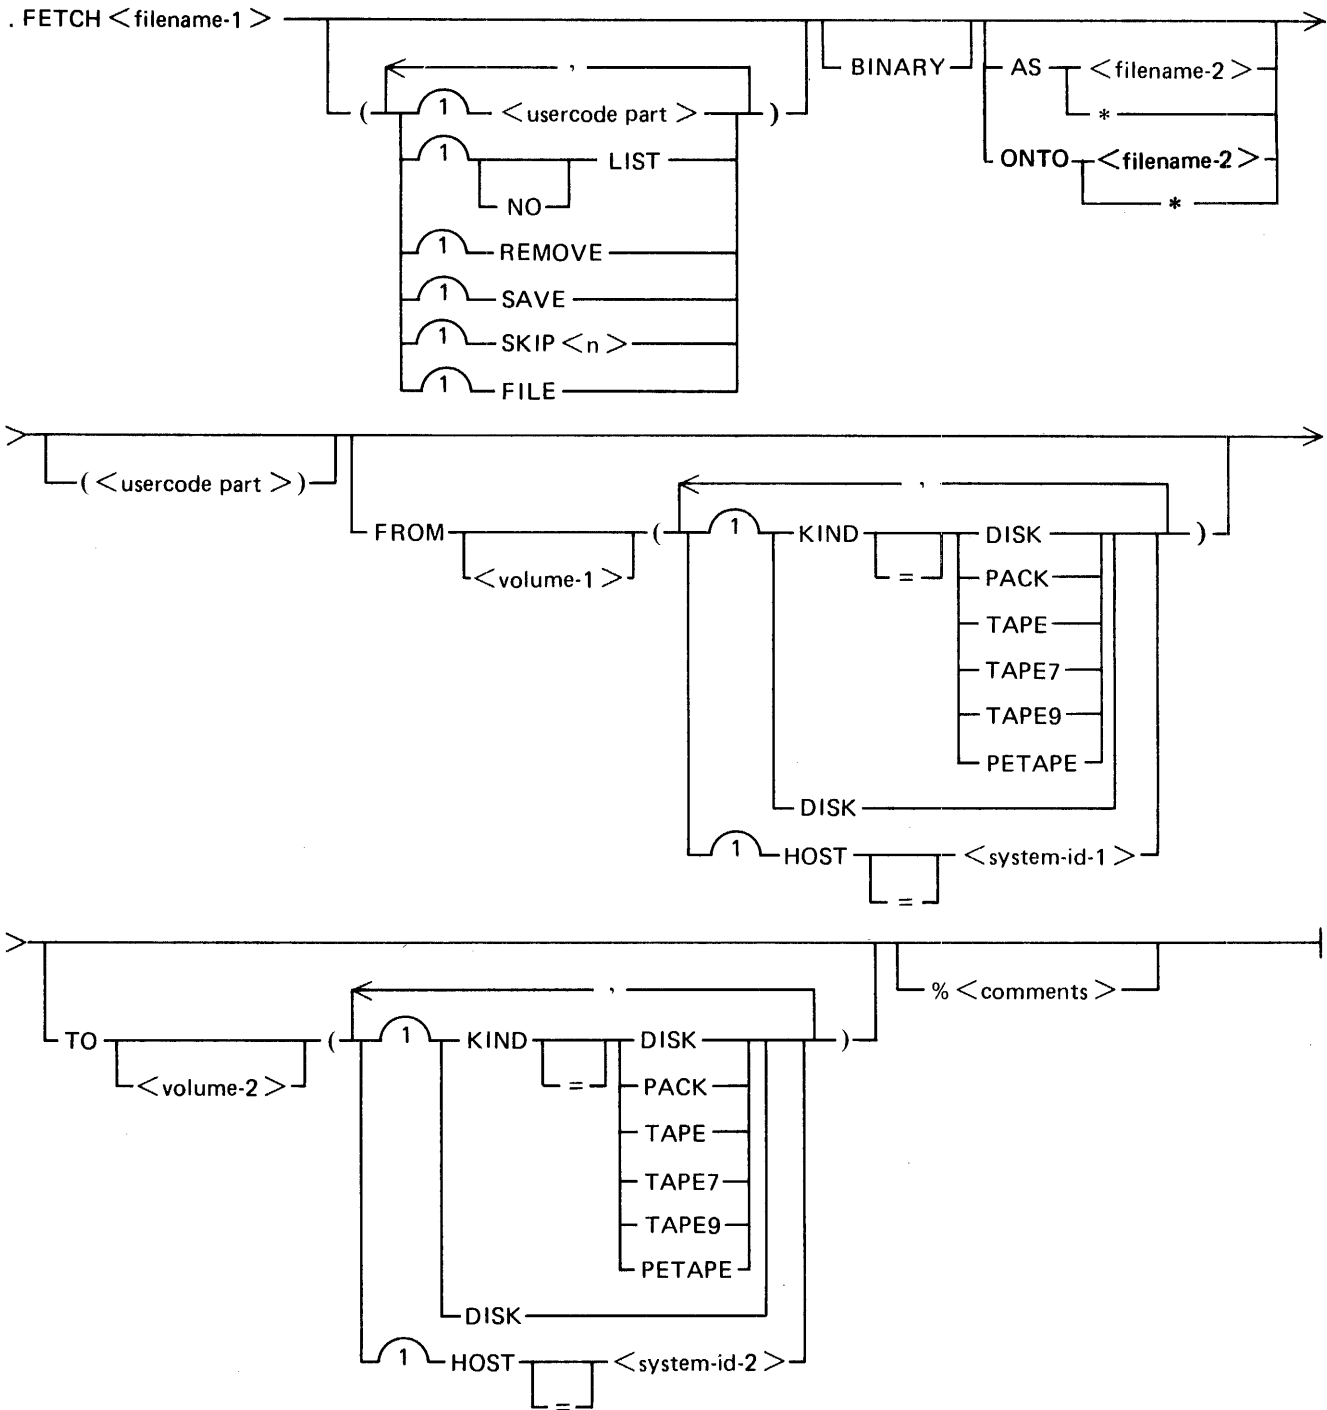 . FETCH <filename-1>
,
BINARY
AS <filename-2>
( 1 <usercode part> )
*
1 LIST
ONTO <filename-2>
NO
*
1 REMOVE
1 SAVE
1 SKIP <n>
1 FILE
( <usercode part> )
,
FROM ( 1 KIND DISK )
<volume-1>
= PACK
TAPE
TAPE7
TAPE9
PETAPE
DISK
1 HOST <system-id-1>
=
,
% <comments>
TO ( 1 KIND DISK )
<volume-2>
= PACK
TAPE
TAPE7
TAPE9
PETAPE
DISK
1 HOST <system-id-2>
=